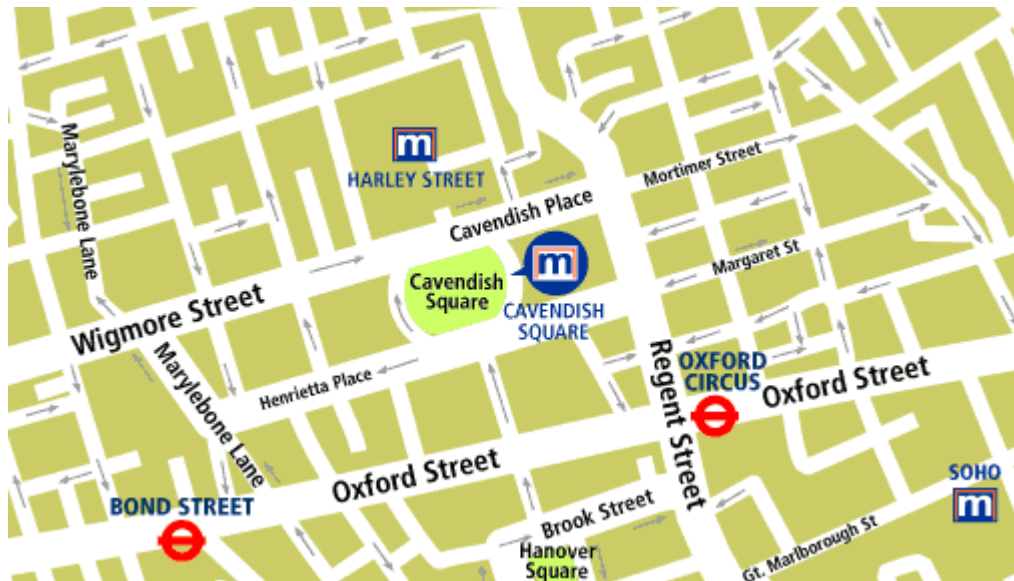 Marylebone Lane
m
HARLEY STREET
Mortimer Street
Cavendish Place
m
Cavendish
Square
CAVENDISH
SQUARE
Margaret St
Wigmore Street
Marylebone Lane
Henrietta Place
Regent Street
OXFORD
CIRCUS
Oxford Street
Oxford Street
BOND STREET
SOHO
m
Brook Street
Hanover
Square
Gt. Marlborough St